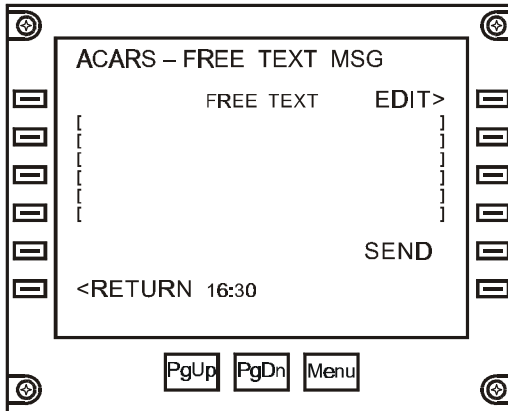 ACARS – FREE TEXT MSG
FREE TEXT EDIT>
[ ]
[ ]
[ ]
[ ]
[ ]
[ ]
SEND
<RETURN 16:30
PgUp PgDn Menu